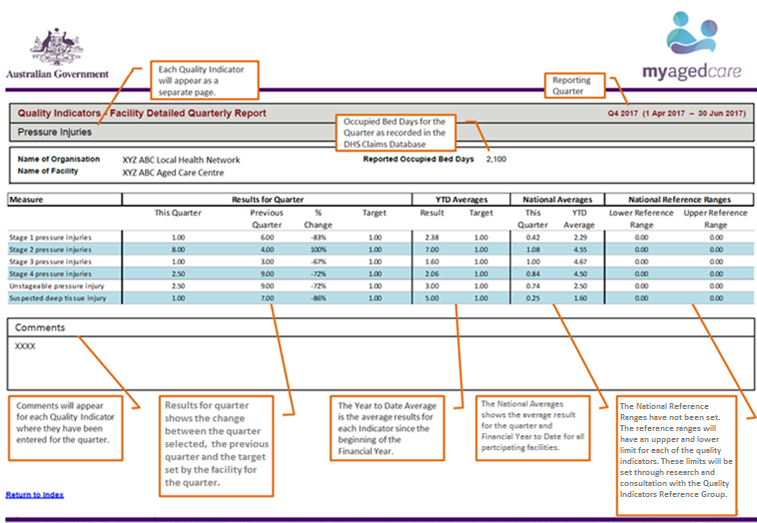 Australian Government
myagedcare
Each Quality Indicator
will appear as a
separate page.
Reporting
Quarter
Quality Indicators - Facility Detailed Quarterly Report
Q4 2017 (1 Apr 2017 – 30 Jun 2017)
Pressure Injuries
Occupied Bed Days for the
Quarter as recorded in the
DHS Claims Database
Name of Organisation XYZ ABC Local Health Network Reported Occupied Bed Days 2,100
Name of Facility XYZ ABC Aged Care Centre
Measure Results for Quarter YTD Averages National Averages National Reference Ranges
This Quarter Previous Quarter % Change Target Result Target This Quarter YTD Average Lower Reference Range Upper Reference Range
Stage 1 pressure injuries 1.00 6.00 -83% 1.00 2.38 1.00 0.42 2.29 0.00 0.00
Stage 2 pressure injuries 8.00 4.00 100% 1.00 7.00 1.00 1.08 4.55 0.00 0.00
Stage 3 pressure injuries 1.00 3.00 -67% 1.00 1.60 1.00 1.00 4.67 0.00 0.00
Stage 4 pressure injuries 2.50 9.00 -72% 1.00 2.06 1.00 0.84 4.50 0.00 0.00
Unstageable pressure injury 2.50 9.00 -72% 1.00 3.00 1.00 0.74 2.50 0.00 0.00
Suspected deep tissue injury 1.00 7.00 -86% 1.00 5.00 1.00 0.25 1.60 0.00 0.00
Comments
XXXX
Comments will appear
for each Quality Indicator
where they have been
entered for the quarter.
Results for quarter
shows the change
between the quarter
selected, the previous
quarter and the target
set by the facility for
the quarter.
The Year to Date Average
is the average results for
each Indicator since the
beginning of the
Financial Year.
The National Averages
shows the average result
for the quarter and
Financial Year to Date for all
pertcipating facilities.
The National Reference
Ranges have not been set.
The reference ranges will
have an uppper and lower
limit for each of the quality
indicators. These limits will be
set through research and
consultation with the Quality
Indicators Reference Group.
Return to Index